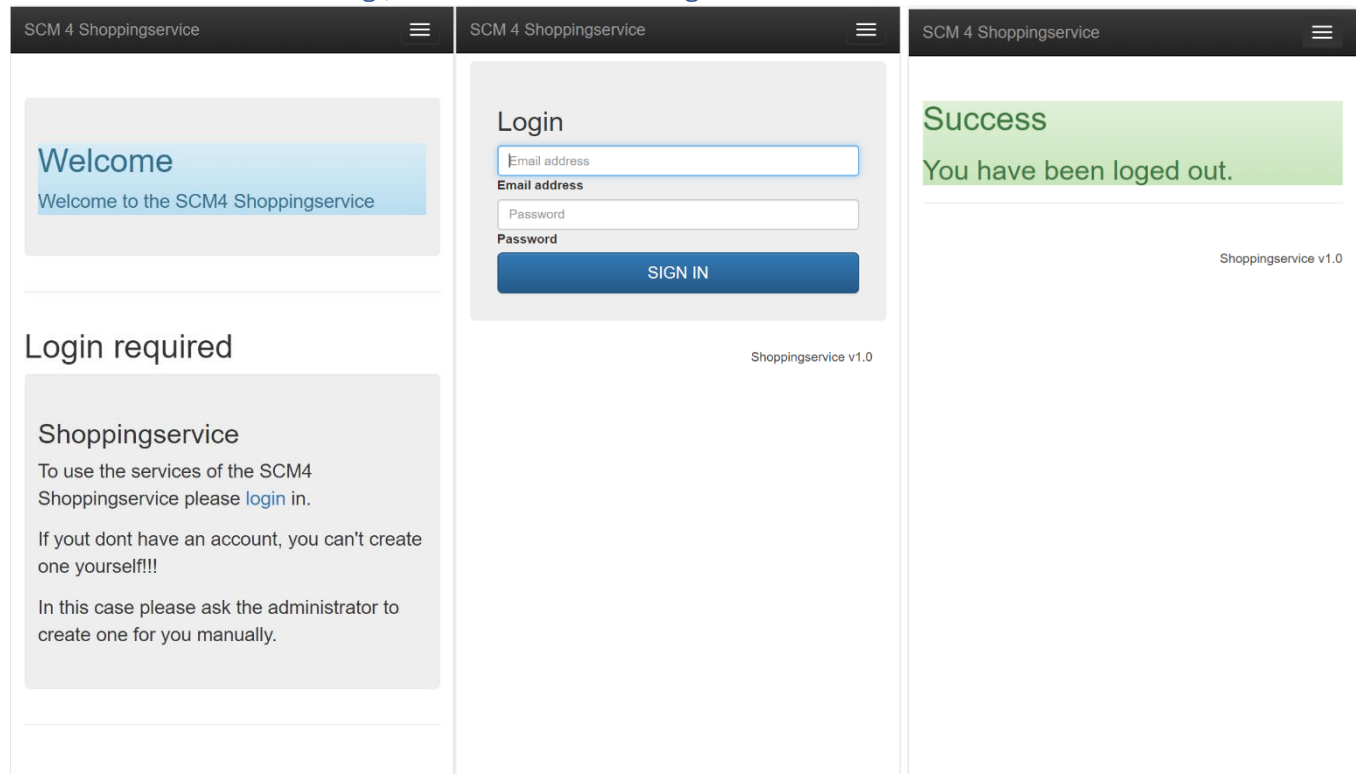 SCM 4 Shoppingservice
Welcome
Welcome to the SCM4 Shoppingservice
Login required
Shoppingservice
To use the services of the SCM4
Shoppingservice please login in.
If yout dont have an account, you can't create
one yourself!!!
In this case please ask the administrator to
create one for you manually.
SCM 4 Shoppingservice
Login
Email address
Email address
Password
Password
SIGN IN
Shoppingservice v1.0
SCM 4 Shoppingservice
Success
You have been loged out.
Shoppingservice v1.0